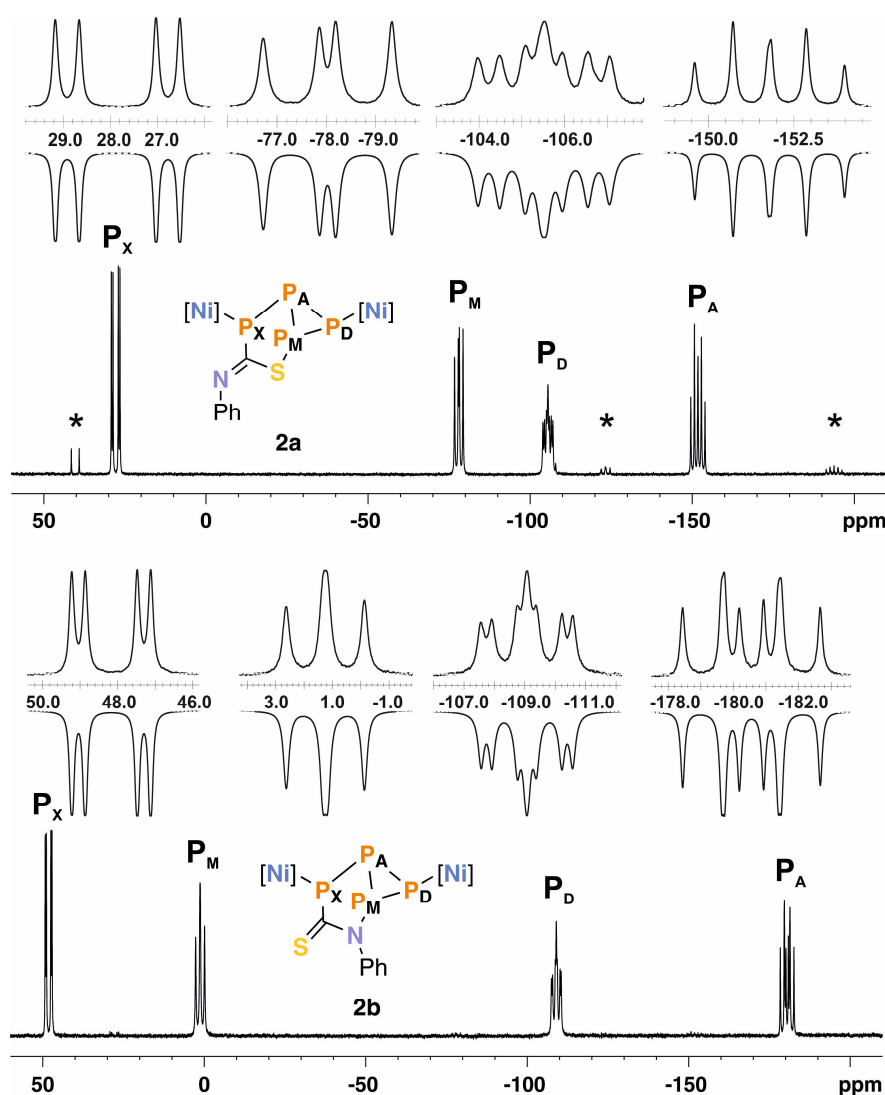 29.0 28.0 27.0
-77.0 -78.0 -79.0
-104.0 -106.0
-150.0 -152.5
PX
[Ni] PA [Ni]
PX PM PD
N S
Ph
2a
PM
PD
PA
* * *
50 0 -50 -100 -150 ppm
50.0 48.0 46.0
3.0 1.0 -1.0
-107.0 -109.0 -111.0
-178.0 -180.0 -182.0
PX
PM
[Ni] PA [Ni]
PX PM PD
S N
Ph
2b
PD
PA
50 0 -50 -100 -150 ppm